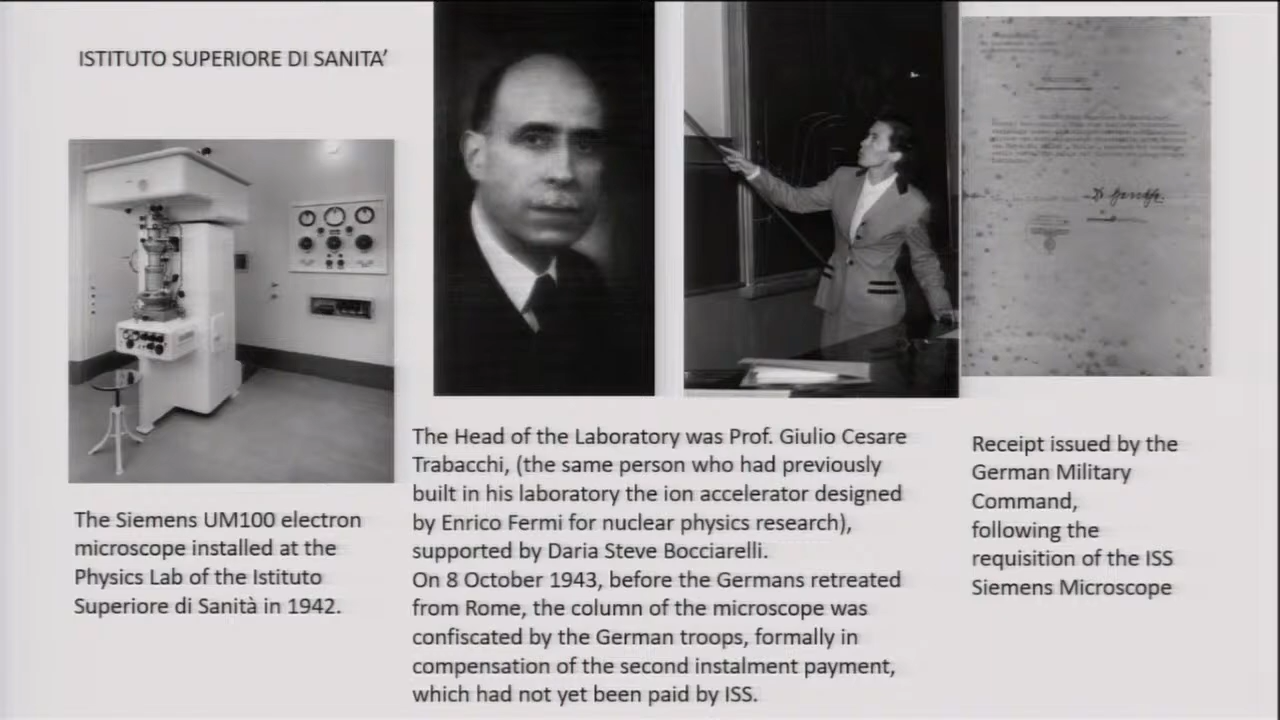 ISTITUTO SUPERIORE DI SANITA'
The Siemens UM100 electron
microscope installed at the
Physics Lab of the Istituto
Superiore di Sanità in 1942.
The Head of the Laboratory was Prof. Giulio Cesare
Trabacchi, (the same person who had previously
built in his laboratory the ion accelerator designed
by Enrico Fermi for nuclear physics research),
supported by Daria Steve Bocciarelli.
On 8 October 1943, before the Germans retreated
from Rome, the column of the microscope was
confiscated by the German troops, formally in
compensation of the second instalment payment,
which had not yet been paid by ISS.
Receipt issued by the
German Military
Command,
following the
requisition of the ISS
Siemens Microscope